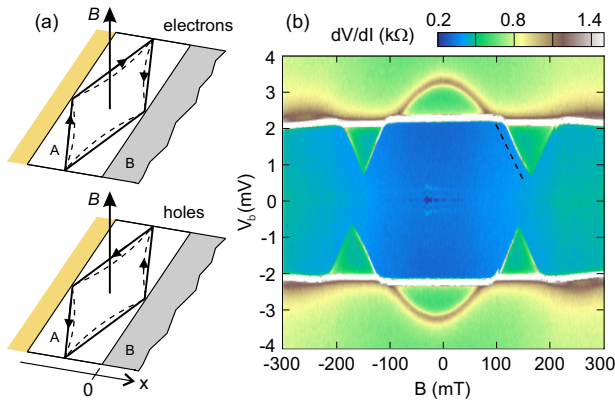 (a)
B
electrons
A
B
B
holes
A
B
0
x
(b)
dV/dI (kΩ)
0.2
0.8
1.4
4
3
2
1
0
-1
-2
-3
-4
V_b (mV)
-300
-200
-100
0
100
200
300
B (mT)